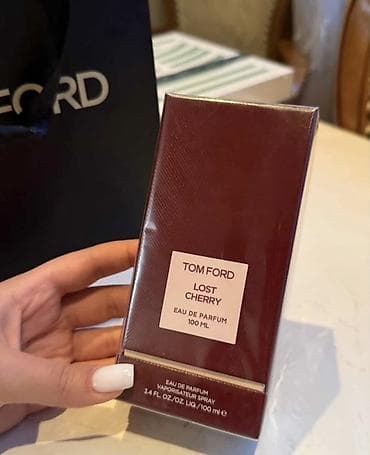 FORD
TOM FORD
LOST
CHERRY
EAU DE PARFUM
100 ML
EAU DE PARFUM
VAPORISATEUR SPRAY
3.4 FL. OZ./OZ. LIQ. / 100 ml e